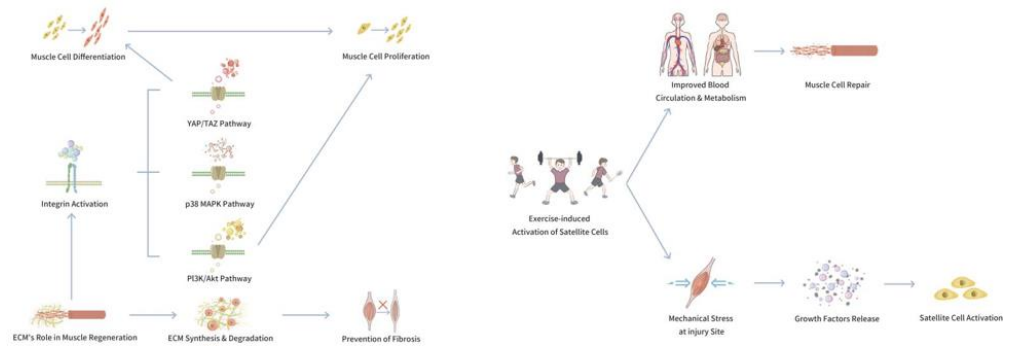 Muscle Cell Differentiation
Muscle Cell Proliferation
YAP/TAZ Pathway
Integrin Activation
p38 MAPK Pathway
PI3K/Akt Pathway
ECM's Role in Muscle Regeneration
ECM Synthesis & Degradation
Prevention of Fibrosis
Improved Blood
Circulation & Metabolism
Muscle Cell Repair
Exercise-induced
Activation of Satellite Cells
Mechanical Stress
at injury Site
Growth Factors Release
Satellite Cell Activation